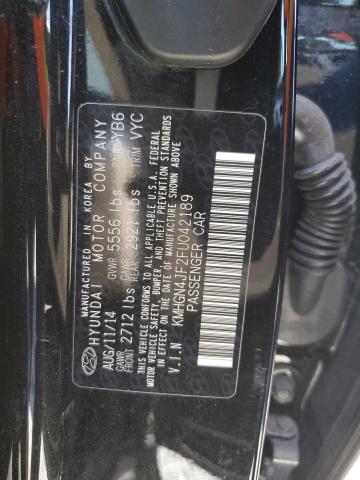 MANUFACTURED IN KOREA BY
HYUNDAI MOTOR COMPANY
AUG/11/14 GVWR 5556 lbs PAINT YB6
GAWR FRONT 2712 lbs GAWR REAR 2921 lbs TRIM YYC
THIS VEHICLE CONFORMS TO ALL APPLICABLE U.S.A. FEDERAL
MOTOR VEHICLE SAFETY, BUMPER, AND THEFT PREVENTION STANDARDS
IN EFFECT ON THE DATE OF MANUFACTURE SHOWN ABOVE.
V.I.N KMHGN4JF2FU042189
PASSENGER CAR